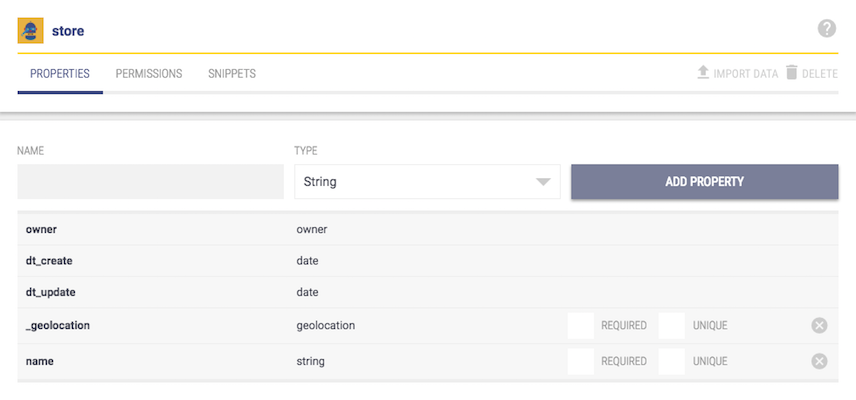 store
?
PROPERTIES PERMISSIONS SNIPPETS IMPORT DATA DELETE
NAME TYPE
String ADD PROPERTY
owner owner
dt_create date
dt_update date
_geolocation geolocation REQUIRED UNIQUE
name string REQUIRED UNIQUE